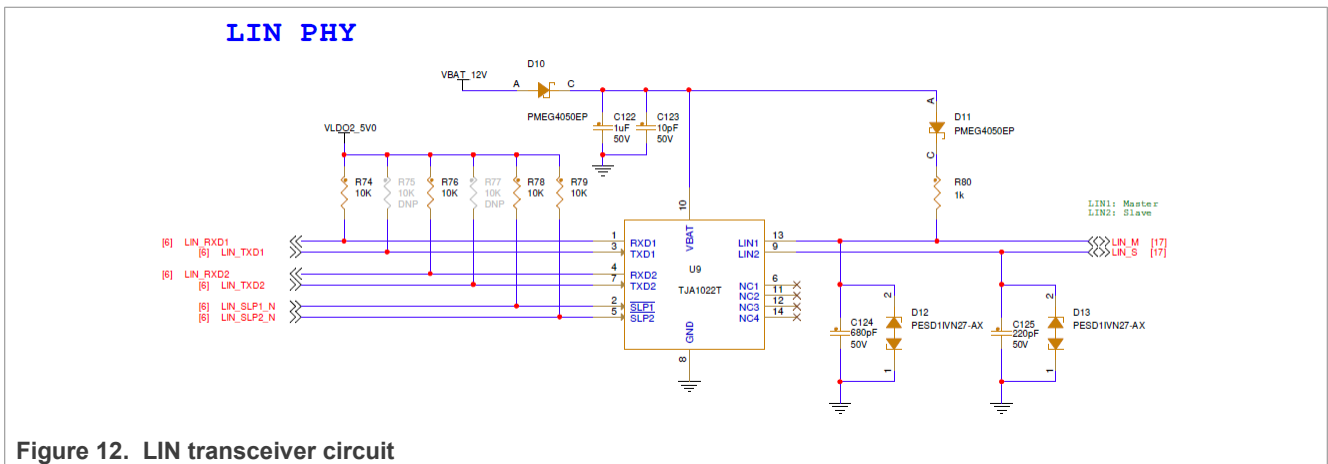 LIN PHY
D10
VBAT_12V
A
C
PMEG4050EP
C122
1uF
50V
C123
10pF
50V
A
D11
PMEG4050EP
C
VLDO2_5V0
R74
10K
R75
10K
DNP
R76
10K
R77
10K
DNP
R78
10K
R79
10K
R80
1k
LIN1: Master
LIN2: Slave
10
VBAT
[6] LIN_RXD1
1
RXD1
LIN1
13
LIN_M [17]
[6] LIN_TXD1
3
TXD1
LIN2
9
LIN_S [17]
[6] LIN_RXD2
4
RXD2
U9
[6] LIN_TXD2
7
TXD2
TJA1022T
NC1
6
NC2
11
[6] LIN_SLP1_N
2
SLP1
NC3
12
[6] LIN_SLP2_N
5
SLP2
NC4
14
GND
8
C124
680pF
50V
2
D12
PESD1IVN27-AX
1
C125
220pF
50V
2
D13
PESD1IVN27-AX
1
Figure 12. LIN transceiver circuit